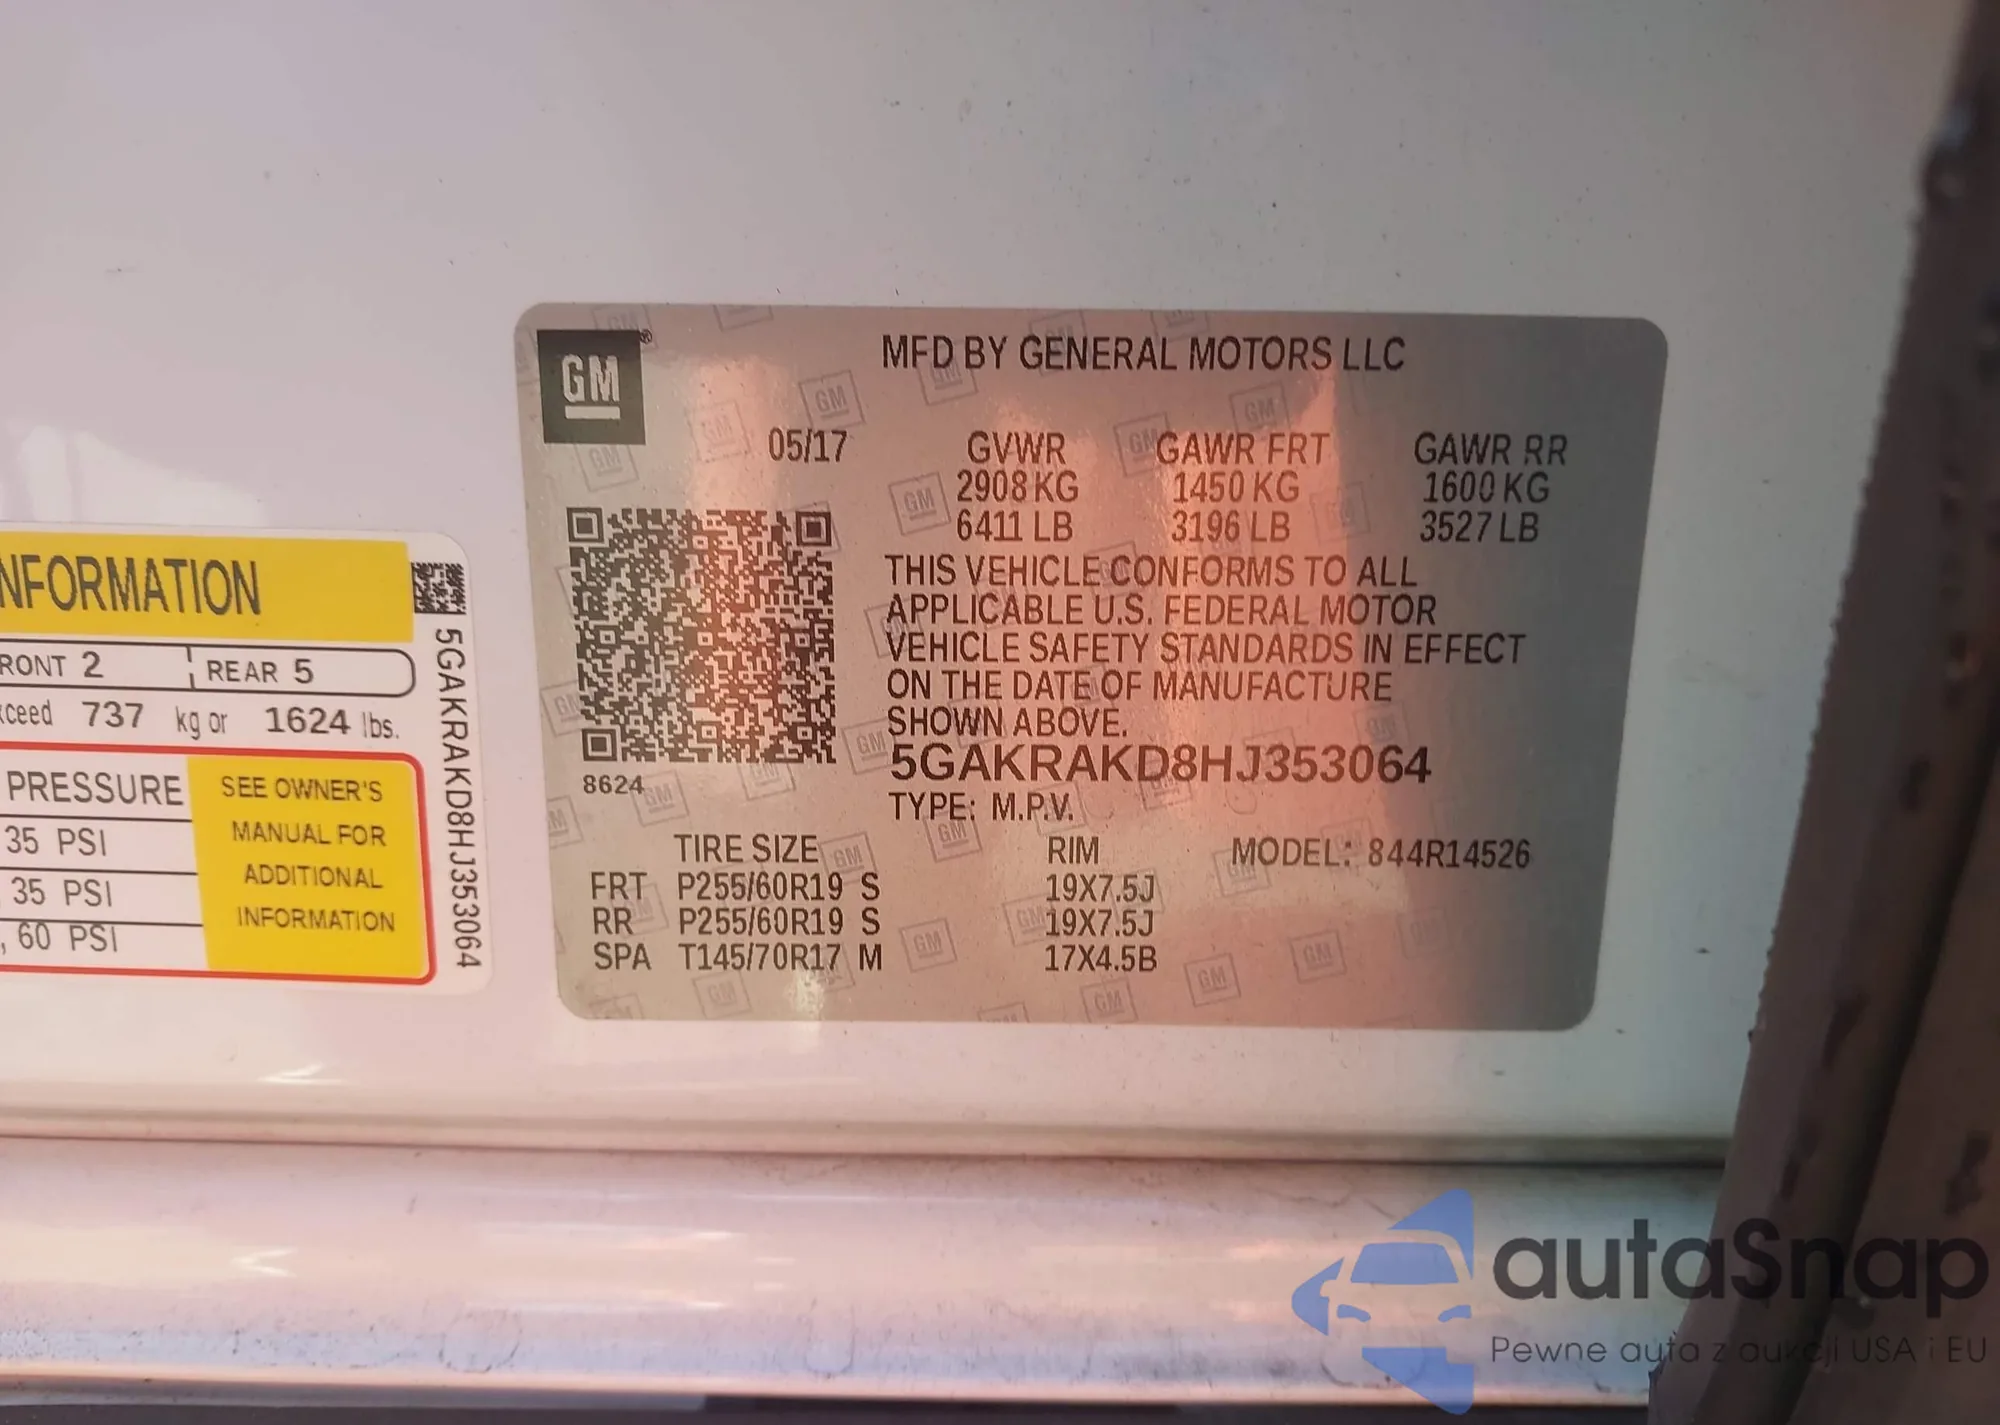 GM®
MFD BY GENERAL MOTORS LLC
05/17 GVWR GAWR FRT GAWR RR
2908 KG 1450 KG 1600 KG
6411 LB 3196 LB 3527 LB
THIS VEHICLE CONFORMS TO ALL
APPLICABLE U.S. FEDERAL MOTOR
VEHICLE SAFETY STANDARDS IN EFFECT
ON THE DATE OF MANUFACTURE
SHOWN ABOVE.
5GAKRAKD8HJ353064
8624
TYPE: M.P.V.
TIRE SIZE RIM MODEL: 844R14526
FRT P255/60R19 S 19X7.5J
RR P255/60R19 S 19X7.5J
SPA T145/70R17 M 17X4.5B
NFORMATION
RONT 2 REAR 5
ceed 737 kg or 1624 lbs.
PRESSURE
35 PSI
35 PSI
, 60 PSI
SEE OWNER'S
MANUAL FOR
ADDITIONAL
INFORMATION
5GAKRAKD8HJ353064
autaSnap
Pewne auta z aukcji USA i EU